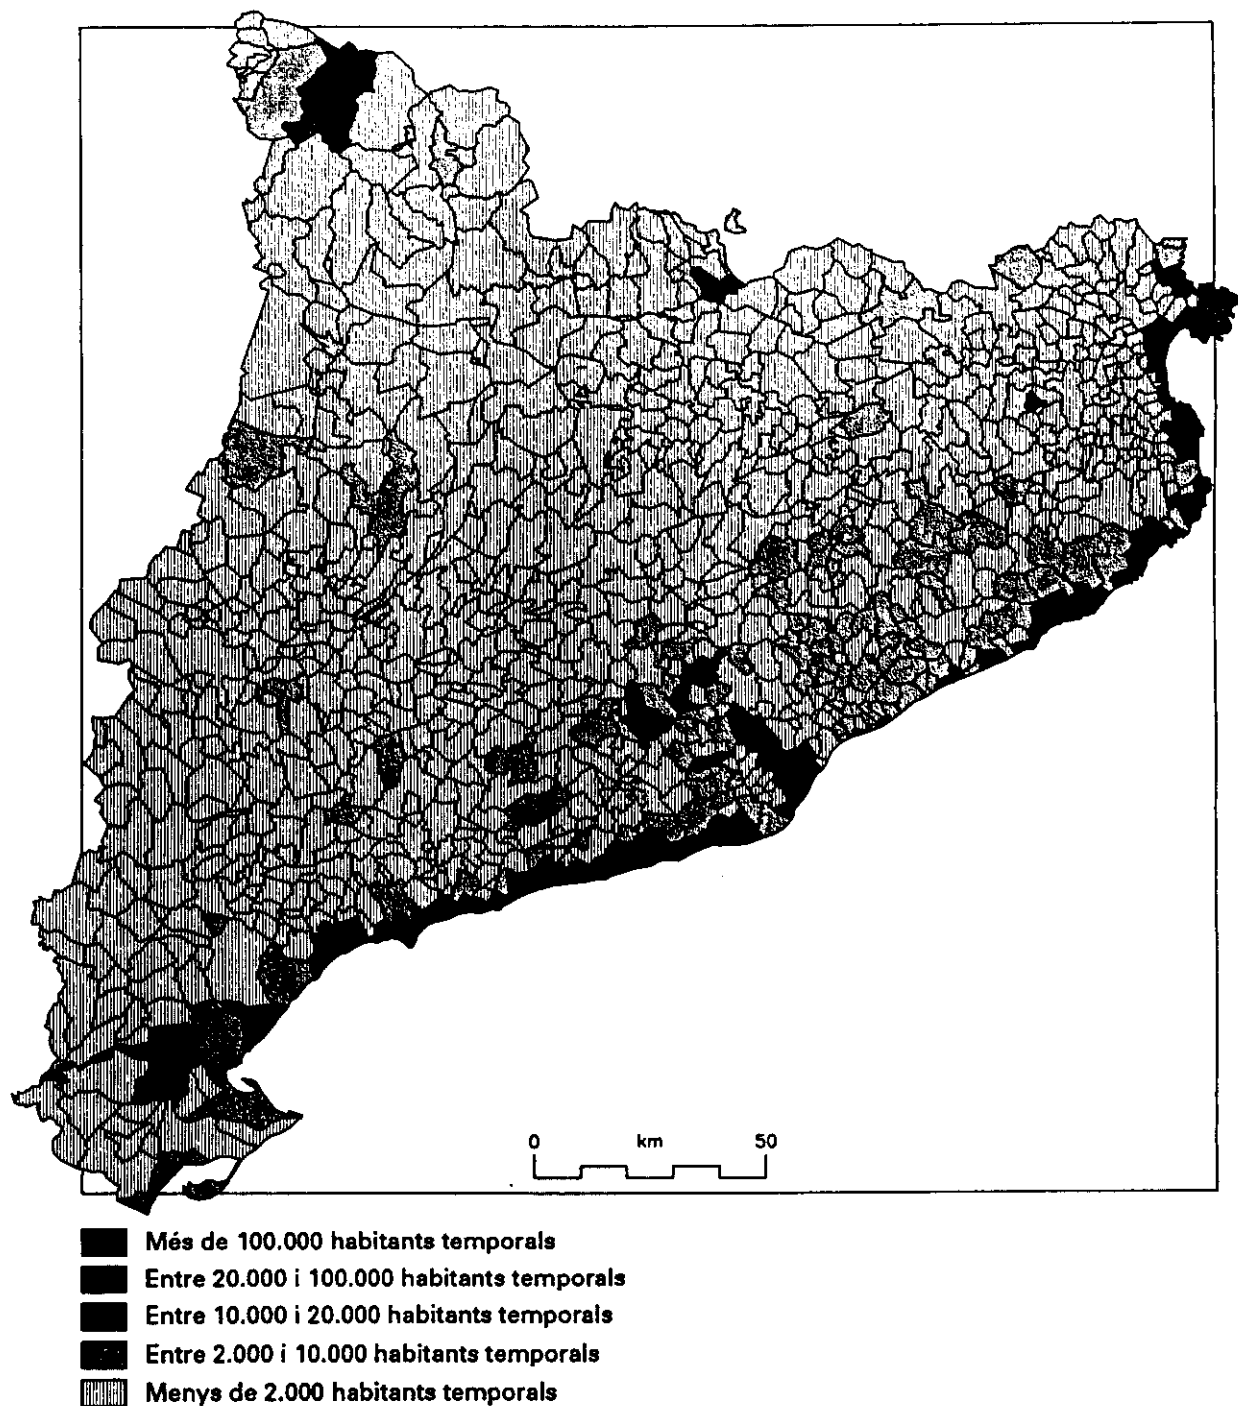 0 km 50
Més de 100.000 habitants temporals
Entre 20.000 i 100.000 habitants temporals
Entre 10.000 i 20.000 habitants temporals
Entre 2.000 i 10.000 habitants temporals
Menys de 2.000 habitants temporals